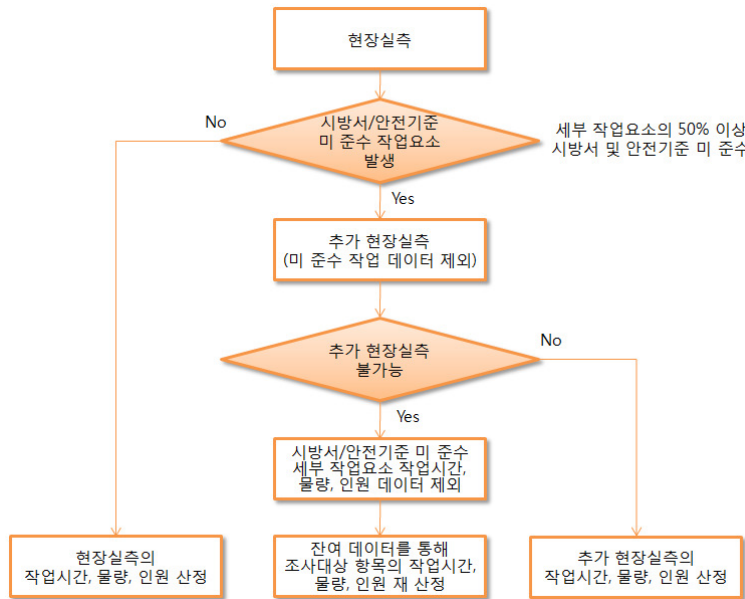 현장실측
No
시방서/안전기준
미 준수 작업요소
발생
세부 작업요소의 50% 이상
시방서 및 안전기준 미 준수
Yes
추가 현장실측
(미 준수 작업 데이터 제외)
추가 현장실측
불가능
No
Yes
시방서/안전기준 미 준수
세부 작업요소 작업시간,
물량, 인원 데이터 제외
현장실측의
작업시간, 물량, 인원 산정
잔여 데이터를 통해
조사대상 항목의 작업시간,
물량, 인원 재 산정
추가 현장실측의
작업시간, 물량, 인원 산정